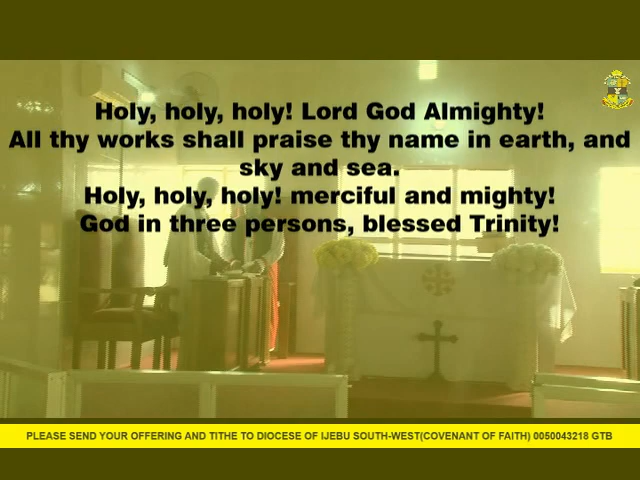 Holy, holy, holy! Lord God Almighty!
All thy works shall praise thy name in earth, and
sky and sea.
Holy, holy, holy! merciful and mighty!
God in three persons, blessed Trinity!
PLEASE SEND YOUR OFFERING AND TITHE TO DIOCESE OF IJEBU SOUTH-WEST(COVENANT OF FAITH) 0050043218 GTB